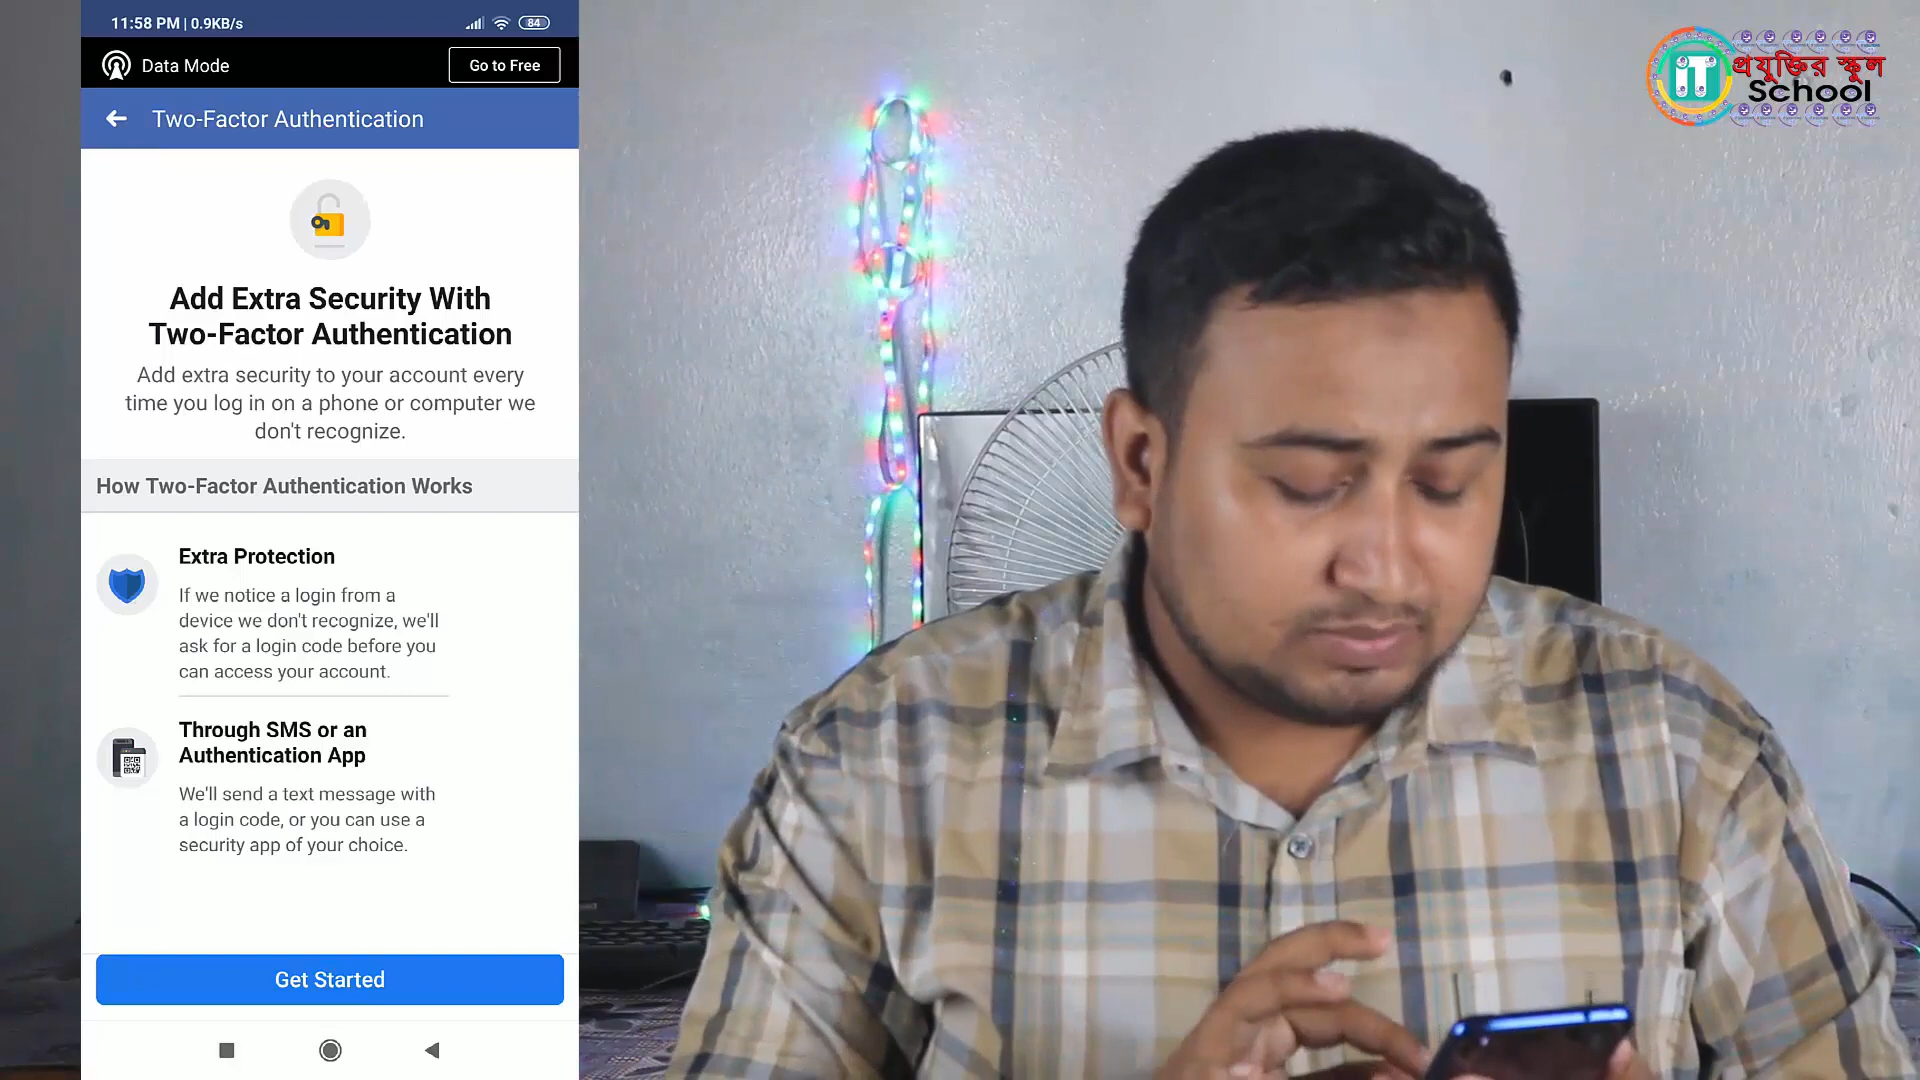 11:58 PM | 0.9KB/s
84
Data Mode
Go to Free
Two-Factor Authentication
Add Extra Security With
Two-Factor Authentication
Add extra security to your account every
time you log in on a phone or computer we
don't recognize.
How Two-Factor Authentication Works
Extra Protection
If we notice a login from a
device we don't recognize, we'll
ask for a login code before you
can access your account.
Through SMS or an
Authentication App
We'll send a text message with
a login code, or you can use a
security app of your choice.
Get Started
iT
প্রযুক্তির স্কুল
School